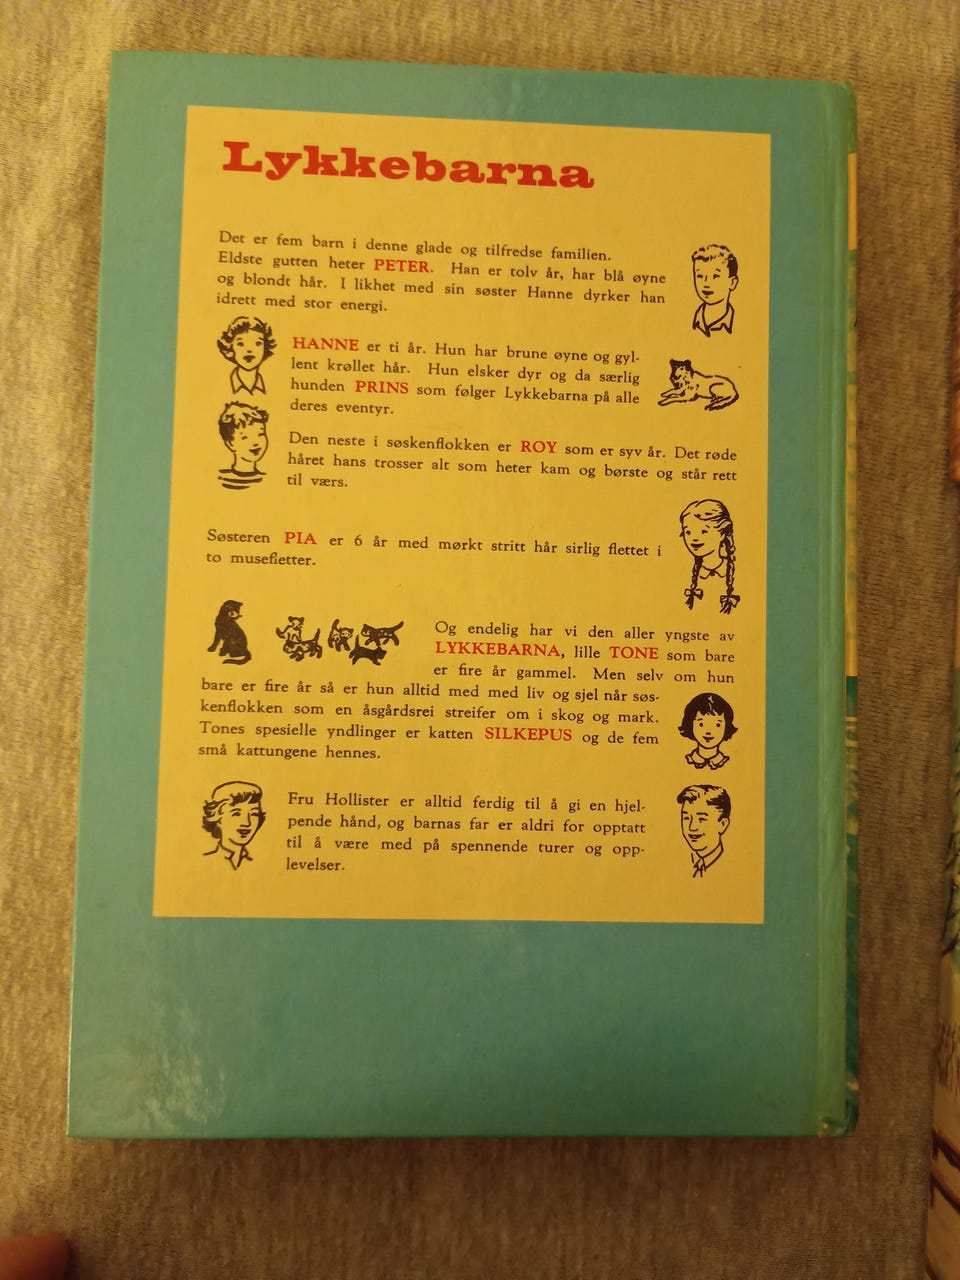 Lykkebarna
Det er fem barn i denne glade og tilfredse familien.
Eldste gutten heter PETER. Han er tolv år, har blå øyne
og blondt hår. I likhet med sin søster Hanne dyrker han
idrett med stor energi.
HANNE er ti år. Hun har brune øyne og gyl-
lent krøllet hår. Hun elsker dyr og da særlig
hunden PRINS som følger Lykkebarna på alle
deres eventyr.
Den neste i søskenflokken er ROY som er syv år. Det røde
håret hans trosser alt som heter kam og børste og står rett
til værs.
Søsteren PIA er 6 år med mørkt stritt hår sirlig flettet i
to musefletter.
Og endelig har vi den aller yngste av
LYKKEBARNA, lille TONE som bare
er fire år gammel. Men selv om hun
bare er fire år så er hun alltid med med liv og sjel når søs-
kenflokken som en åsgårdsrei streifer om i skog og mark.
Tones spesielle yndlinger er katten SILKEPUS og de fem
små kattungene hennes.
Fru Hollister er alltid ferdig til å gi en hjel-
pende hånd, og barnas far er aldri for opptatt
til å være med på spennende turer og opp-
levelser.